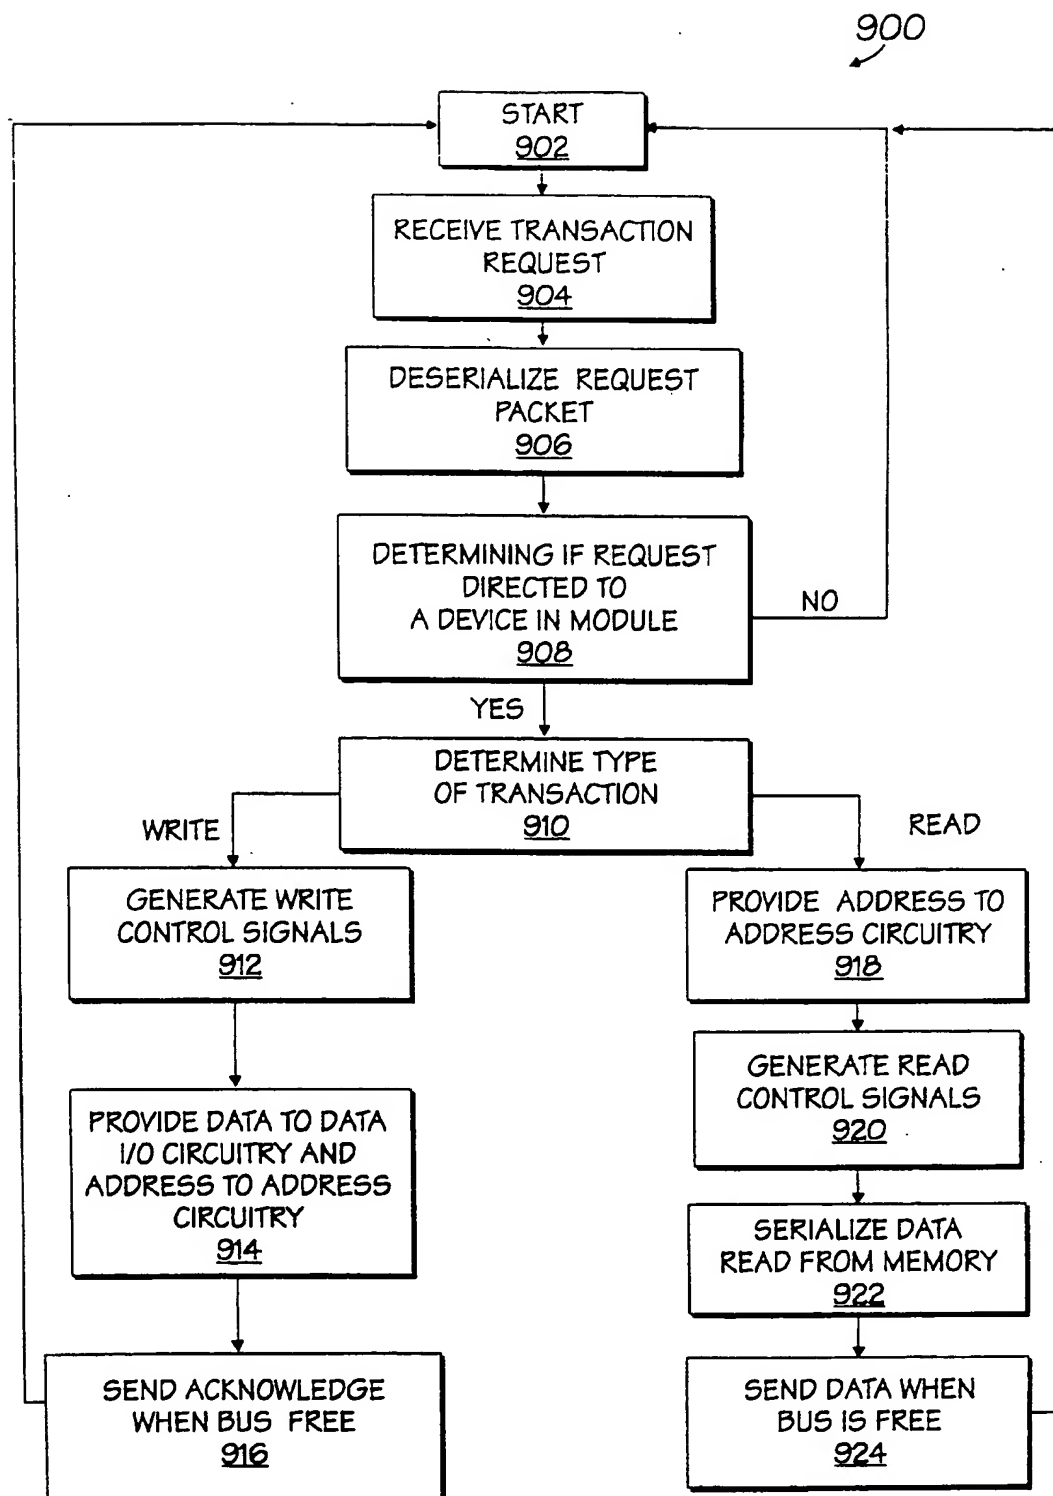 900
START
902
RECEIVE TRANSACTION
REQUEST
904
DESERIALIZE REQUEST
PACKET
906
DETERMINING IF REQUEST
DIRECTED TO
A DEVICE IN MODULE
908
NO
YES
DETERMINE TYPE
OF TRANSACTION
910
WRITE
READ
GENERATE WRITE
CONTROL SIGNALS
912
PROVIDE DATA TO DATA
I/O CIRCUITRY AND
ADDRESS TO ADDRESS
CIRCUITRY
914
SEND ACKNOWLEDGE
WHEN BUS FREE
916
PROVIDE ADDRESS TO
ADDRESS CIRCUITRY
918
GENERATE READ
CONTROL SIGNALS
920
SERIALIZE DATA
READ FROM MEMORY
922
SEND DATA WHEN
BUS IS FREE
924